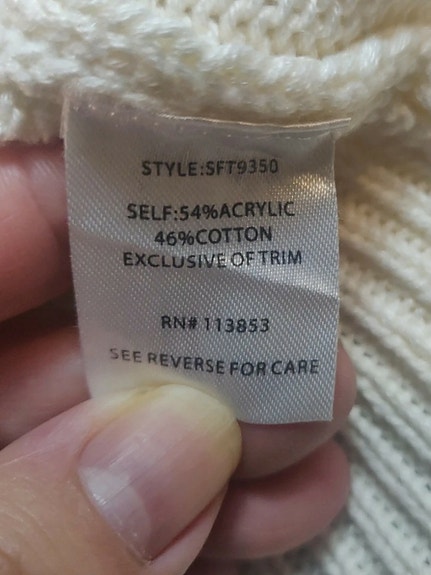 STYLE:SFT9350
SELF:54%ACRYLIC
46%COTTON
EXCLUSIVE OF TRIM
RN# 113853
SEE REVERSE FOR CARE